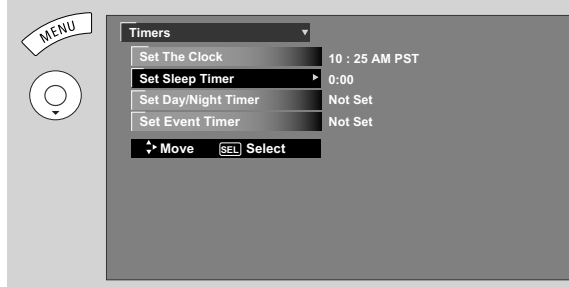 MENU
Timers
Set The Clock 10 : 25 AM PST
Set Sleep Timer 0:00
Set Day/Night Timer Not Set
Set Event Timer Not Set
Move SEL Select